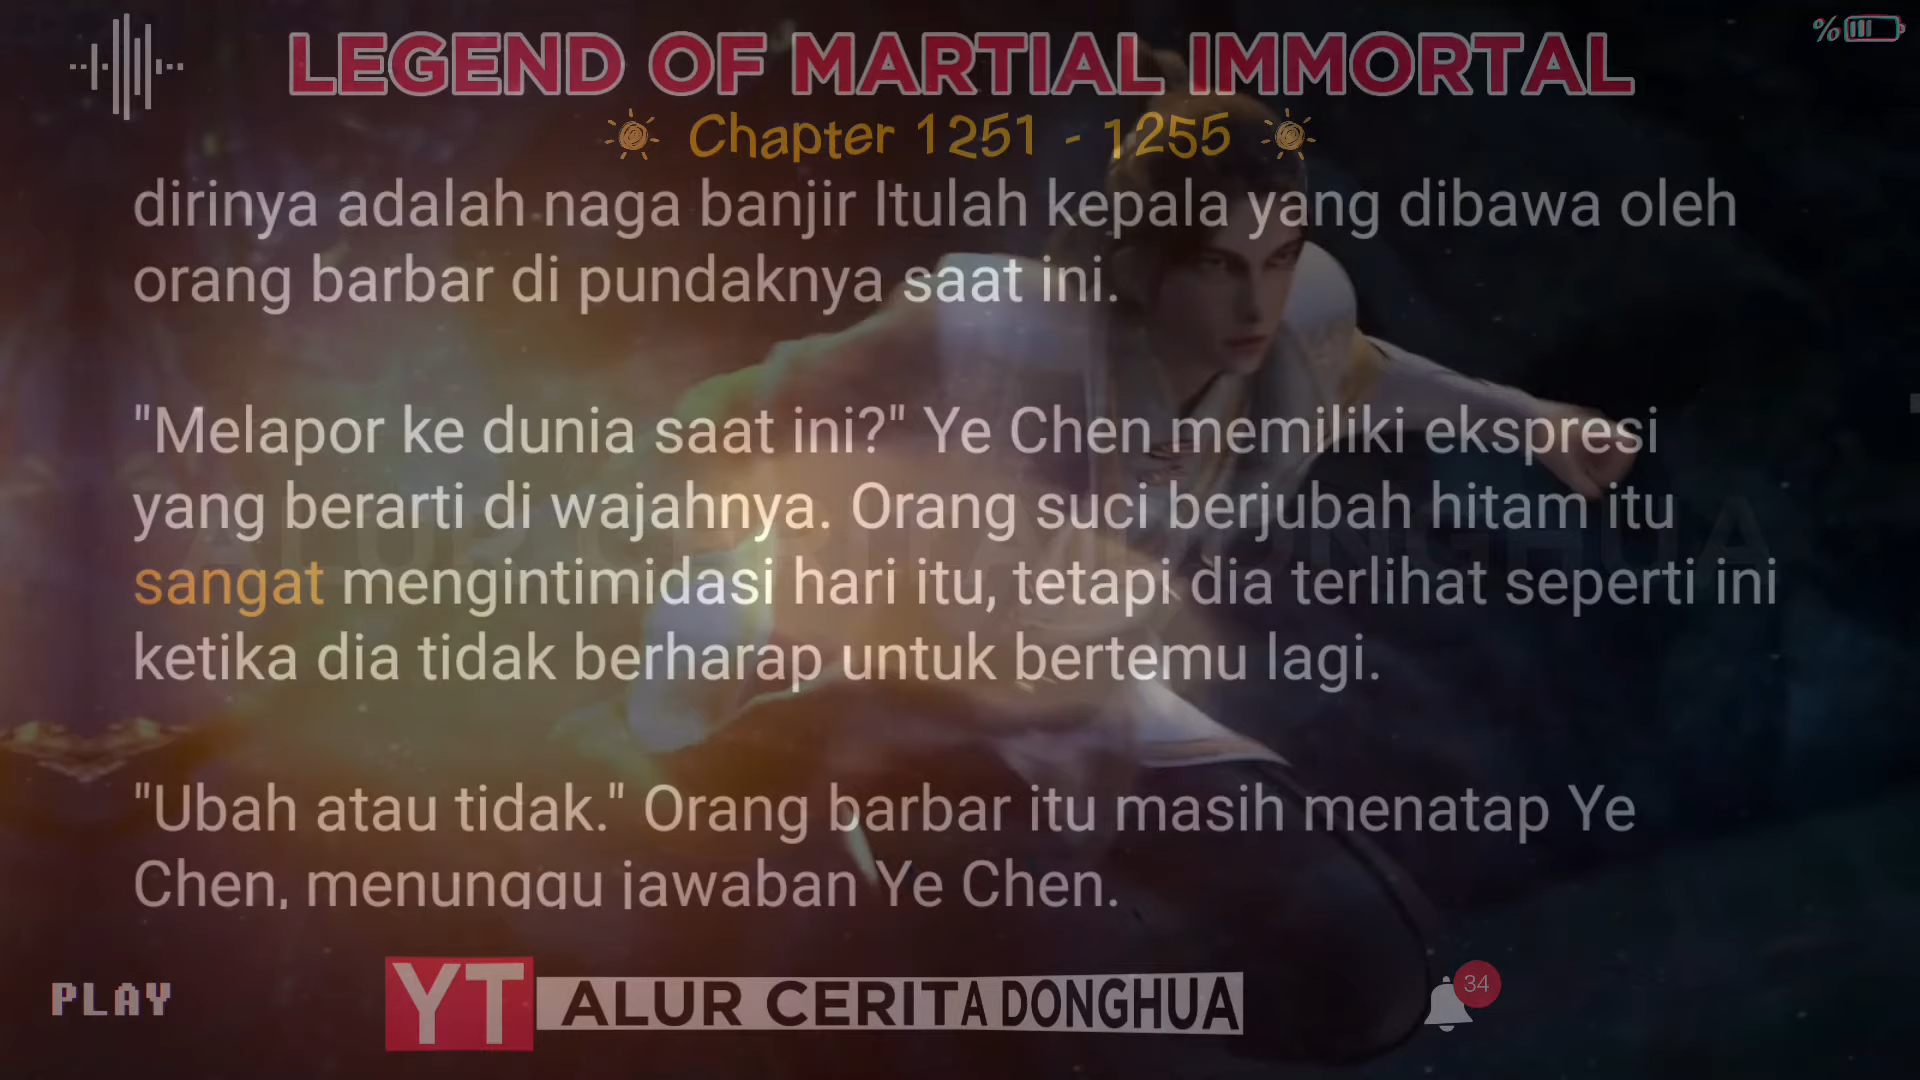 %
LEGEND OF MARTIAL IMMORTAL
Chapter 1251 - 1255
dirinya adalah naga banjir Itulah kepala yang dibawa oleh
orang barbar di pundaknya saat ini.
"Melapor ke dunia saat ini?" Ye Chen memiliki ekspresi
yang berarti di wajahnya. Orang suci berjubah hitam itu
sangat mengintimidasi hari itu, tetapi dia terlihat seperti ini
ketika dia tidak berharap untuk bertemu lagi.
ALUR CERITA DONGHUA
"Ubah atau tidak." Orang barbar itu masih menatap Ye
Chen, menunggu jawaban Ye Chen.
PLAY
YT ALUR CERITA DONGHUA
34